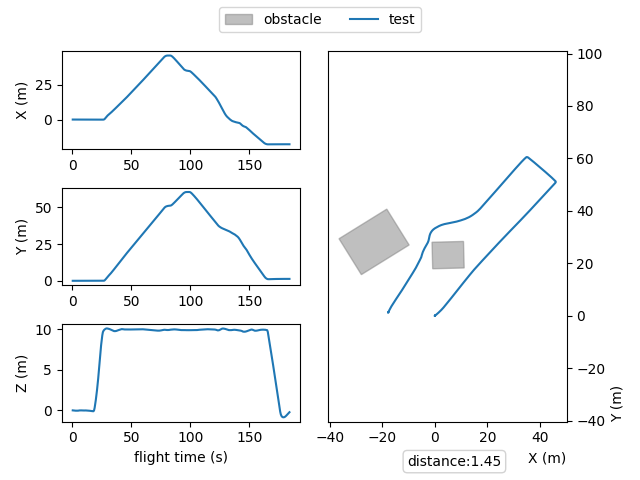 obstacle test
X (m)
25
0
0 50 100 150
Y (m)
50
25
0
0 50 100 150
Z (m)
10
5
0
0 50 100 150
flight time (s)
100
80
60
40
20
0
−20
−40
Y (m)
−40 −20 0 20 40
X (m)
distance:1.45